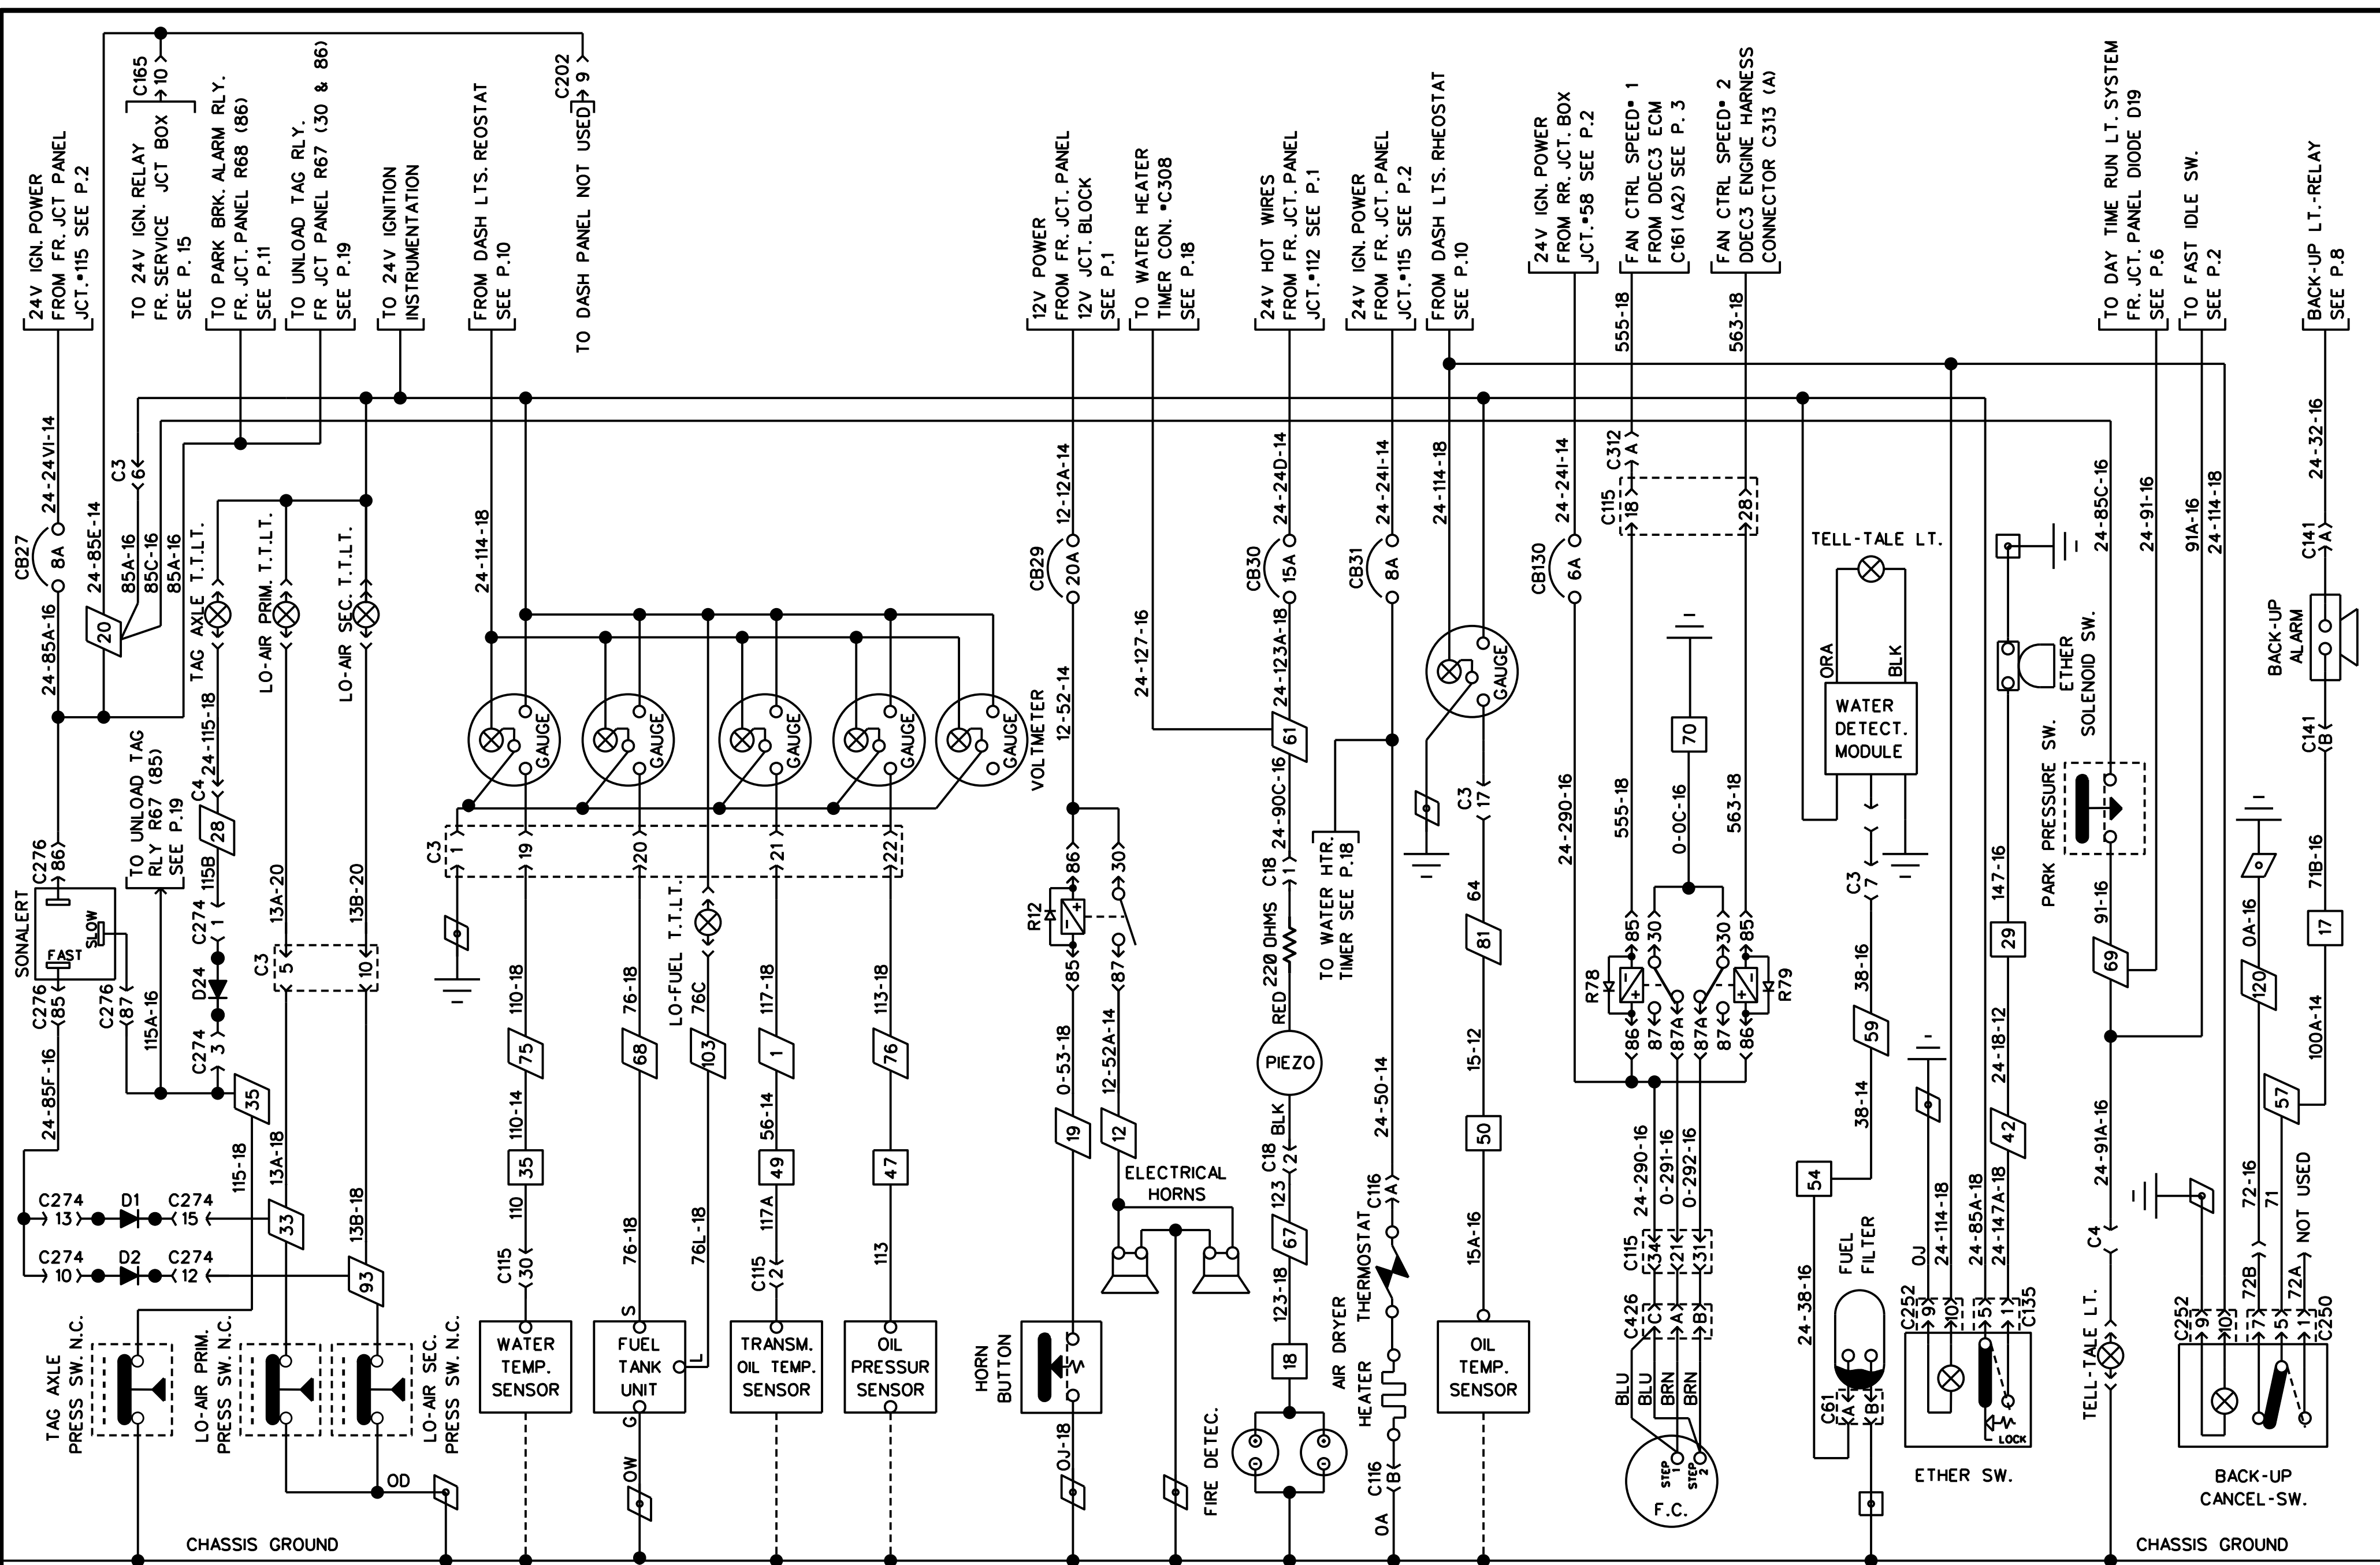 24V IGN. POWER
FROM FR. JCT PANEL
JCT.#115 SEE P.2
C165
10
TO 24V IGN. RELAY
FR. SERVICE JCT BOX
SEE P. 15
TO PARK BRK. ALARM RLY.
FR. JCT. PANEL R68 (86)
SEE P.11
TO UNLOAD TAG RLY.
FR JCT PANEL R67 (30 & 86)
SEE P.19
TO 24V IGNITION
INSTRUMENTATION
FROM DASH LTS. REOSTAT
SEE P.10
C202
9
TO DASH PANEL NOT USED
12V POWER
FROM FR. JCT. PANEL
12V JCT. BLOCK
SEE P.1
TO WATER HEATER
TIMER CON. #C308
SEE P.18
24V HOT WIRES
FROM FR. JCT. PANEL
JCT.#112 SEE P.1
24V IGN. POWER
FROM FR. JCT. PANEL
JCT.#115 SEE P.2
FROM DASH LTS. RHEOSTAT
SEE P.10
24V IGN. POWER
FROM RR. JCT. BOX
JCT.#58 SEE P.2
FAN CTRL SPEED# 1
FROM DDEC3 ECM
C161 (A2) SEE P. 3
FAN CTRL SPEED# 2
DDEC3 ENGINE HARNESS
CONNECTOR C313 (A)
TO DAY TIME RUN LT. SYSTEM
FR. JCT. PANEL DIODE D19
SEE P.6
TO FAST IDLE SW.
SEE P.2
BACK-UP LT.-RELAY
SEE P.8
24-24VI-14
CB27
8A
24-85A-16
24-85E-14
20
C3
6
85A-16
85C-16
85A-16
TAG AXLE T.T.LT.
LO-AIR PRIM. T.T.LT.
LO-AIR SEC. T.T.LT.
24-115-18
C4
28
115B
C274
1
D24
C274
3
TO UNLOAD TAG
RLY R67 (85)
SEE P.19
115A-16
SONALERT
C276
86
FAST
SLOW
C276
85
C276
87
24-85F-16
35
115-18
13A-20
13B-20
C3
5
10
13A-18
13B-18
C274
13
D1
C274
15
33
C274
10
D2
C274
12
93
TAG AXLE
PRESS SW. N.C.
LO-AIR PRIM.
PRESS SW. N.C.
LO-AIR SEC.
PRESS SW. N.C.
OD
CHASSIS GROUND
24-114-18
GAUGE
GAUGE
GAUGE
GAUGE
GAUGE
VOLTMETER
C3
1
19
20
21
22
110-18
75
110-14
35
110
C115
30
WATER
TEMP.
SENSOR
76-18
68
76-18
S
FUEL
TANK
UNIT
L
G
OW
LO-FUEL T.T.LT.
76C
103
76L-18
117-18
1
56-14
49
117A
C115
2
TRANSM.
OIL TEMP.
SENSOR
113-18
76
47
113
OIL
PRESSUR
SENSOR
12-12A-14
CB29
20A
12-52-14
R12
86
30
85
87
0-53-18
12-52A-14
19
12
ELECTRICAL
HORNS
HORN
BUTTON
OJ-18
24-127-16
24-24D-14
CB30
15A
24-123A-18
61
24-90C-16
C18
1
220 OHMS
RED
PIEZO
BLK
C18
2
123
67
123-18
18
FIRE DETEC.
TO WATER HTR.
TIMER SEE P.18
24-24I-14
CB31
8A
24-50-14
C116
A
THERMOSTAT
AIR DRYER
HEATER
C116
B
0A
24-114-18
GAUGE
C3
17
64
81
15-12
50
15A-16
OIL
TEMP.
SENSOR
24-24I-14
CB130
6A
24-290-16
555-18
563-18
C312
A
C115
18
28
555-18
563-18
70
0-0C-16
R78
R79
85
30
30
85
86
87
87A
87A
87
86
24-290-16
0-291-16
0-292-16
C115
34
21
31
C426
C
A
B
BLU
BLU
BRN
BRN
STEP
1
STEP
2
F.C.
TELL-TALE LT.
ORA
BLK
WATER
DETECT.
MODULE
C3
7
38-16
59
38-14
54
24-38-16
FUEL
FILTER
C61
A
B
ETHER
SOLENOID SW.
147-16
29
24-18-12
42
24-147A-18
24-85A-18
24-114-18
OJ
C252
9
10
5
1
C135
LOCK
ETHER SW.
24-85C-16
24-91-16
91A-16
24-114-18
PARK PRESSURE SW.
91-16
69
24-91A-16
C4
TELL-TALE LT.
24-32-16
C141
A
BACK-UP
ALARM
C141
B
71B-16
17
100A-14
57
0A-16
120
72-16
71
NOT USED
72B
72A
C252
9
10
7
5
1
C250
BACK-UP
CANCEL-SW.
CHASSIS GROUND